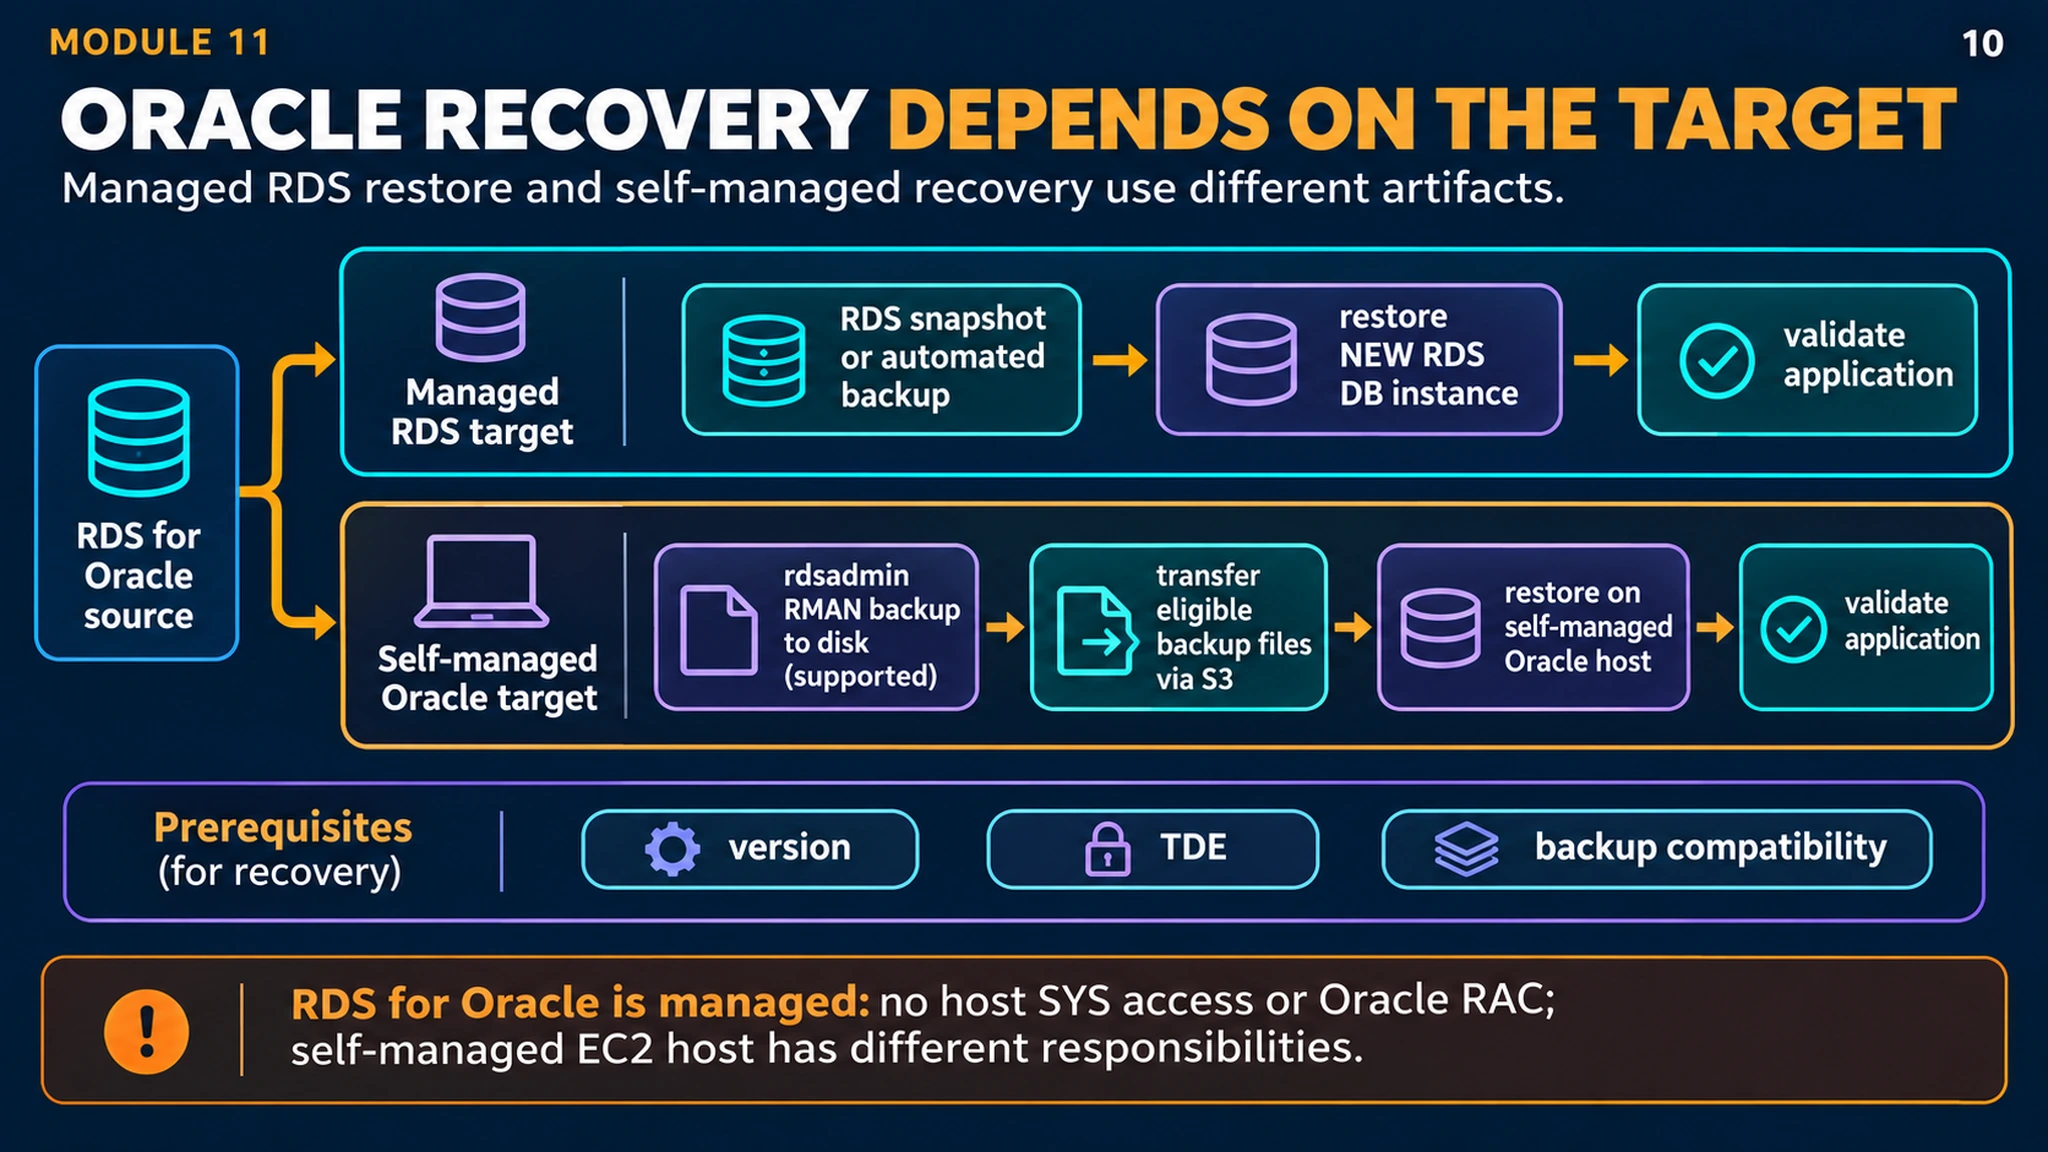 MODULE 11
10
ORACLE RECOVERY DEPENDS ON THE TARGET
Managed RDS restore and self-managed recovery use different artifacts.
RDS for
Oracle
source
Managed
RDS target
RDS snapshot
or automated
backup
restore
NEW RDS
DB instance
validate
application
Self-managed
Oracle target
rdsadmin
RMAN backup
to disk
(supported)
transfer
eligible
backup files
via S3
restore on
self-managed
Oracle host
validate
application
Prerequisites
(for recovery)
version
TDE
backup compatibility
RDS for Oracle is managed: no host SYS access or Oracle RAC;
self-managed EC2 host has different responsibilities.